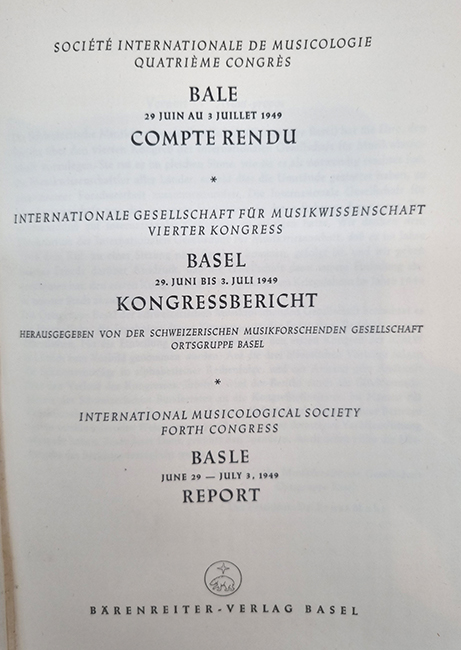 SOCIÉTÉ INTERNATIONALE DE MUSICOLOGIE
QUATRIÈME CONGRÈS
BALE
29 JUIN AU 3 JUILLET 1949
COMPTE RENDU
*
INTERNATIONALE GESELLSCHAFT FÜR MUSIKWISSENSCHAFT
VIERTER KONGRESS
BASEL
29. JUNI BIS 3. JULI 1949
KONGRESSBERICHT
HERAUSGEGEBEN VON DER SCHWEIZERISCHEN MUSIKFORSCHENDEN GESELLSCHAFT
ORTSGRUPPE BASEL
*
INTERNATIONAL MUSICOLOGICAL SOCIETY
FORTH CONGRESS
BASLE
JUNE 29 — JULY 3, 1949
REPORT
BÄRENREITER-VERLAG BASEL